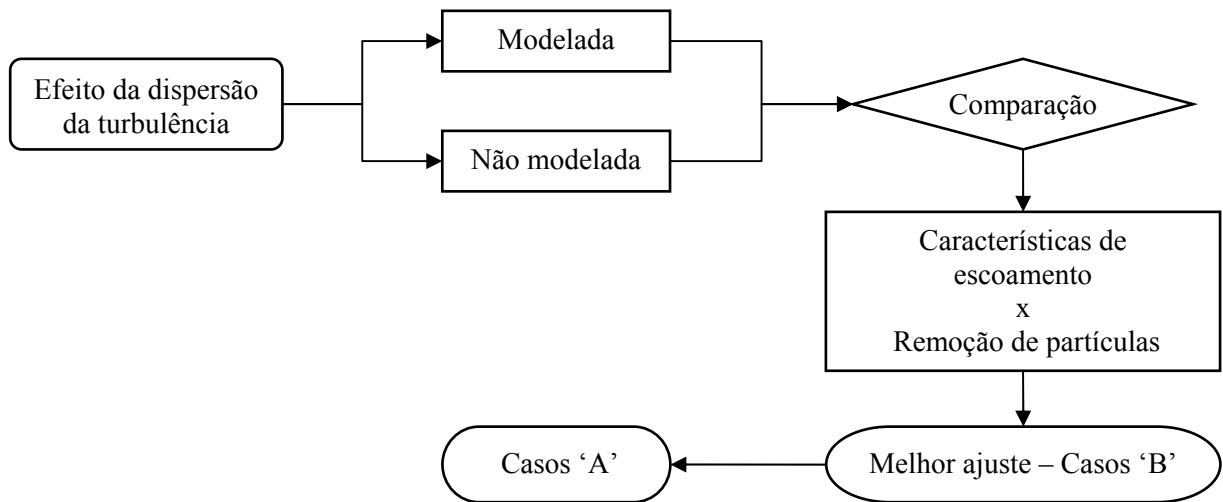 Efeito da dispersão
da turbulência
Modelada
Não modelada
Comparação
Características de
escoamento
x
Remoção de partículas
Melhor ajuste – Casos ‘B’
Casos ‘A’